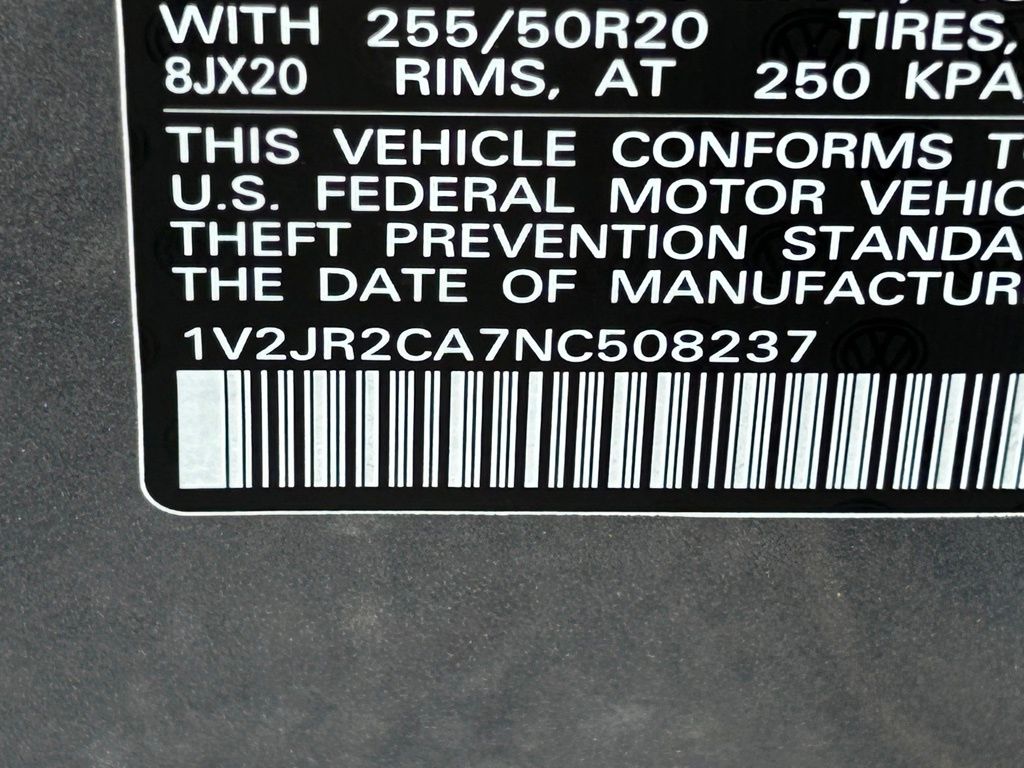 WITH 255/50R20 TIRES,
8JX20 RIMS, AT 250 KPA
THIS VEHICLE CONFORMS
U.S. FEDERAL MOTOR
THEFT PREVENTION
THE DATE OF
1V2JR2CA7NC508237